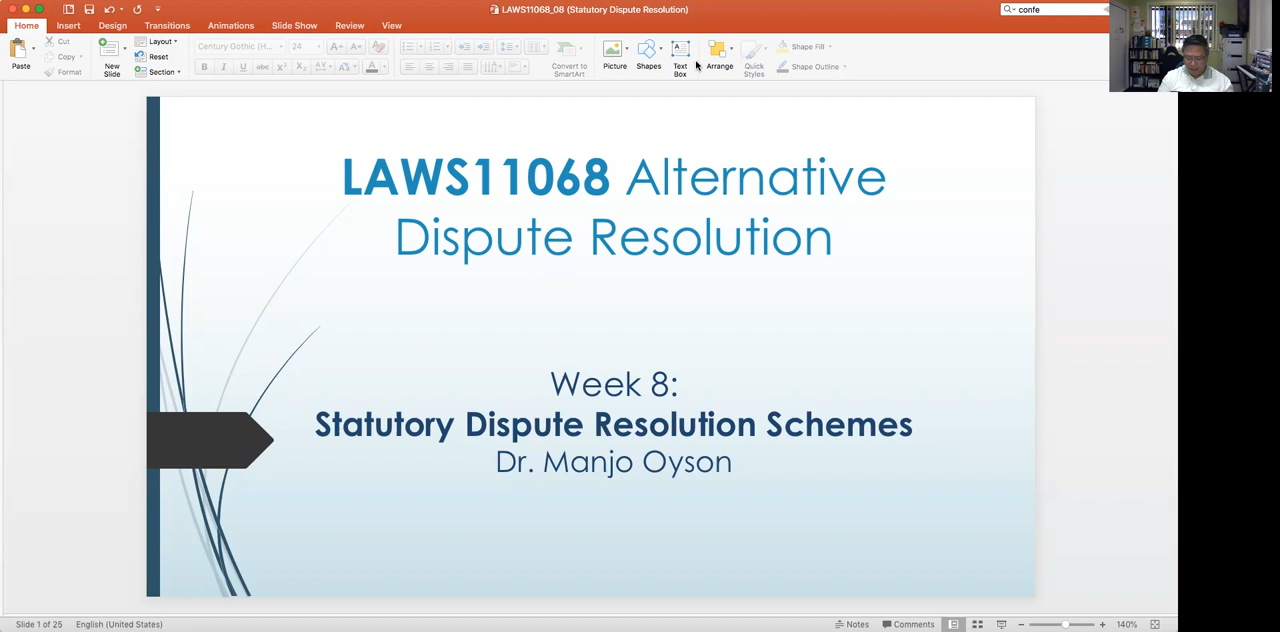 LAWS11068_08 (Statutory Dispute Resolution)
confe
Home Insert Design Transitions Animations Slide Show Review View
Paste
Cut
Copy
Format
New Slide
Layout
Reset
Section
Century Gothic (H... 24
Convert to SmartArt
Picture
Shapes
Text Box
Arrange
Quick Styles
Shape Fill
Shape Outline
LAWS11068 Alternative
Dispute Resolution
Week 8:
Statutory Dispute Resolution Schemes
Dr. Manjo Oyson
Slide 1 of 25 English (United States) Notes Comments 140%